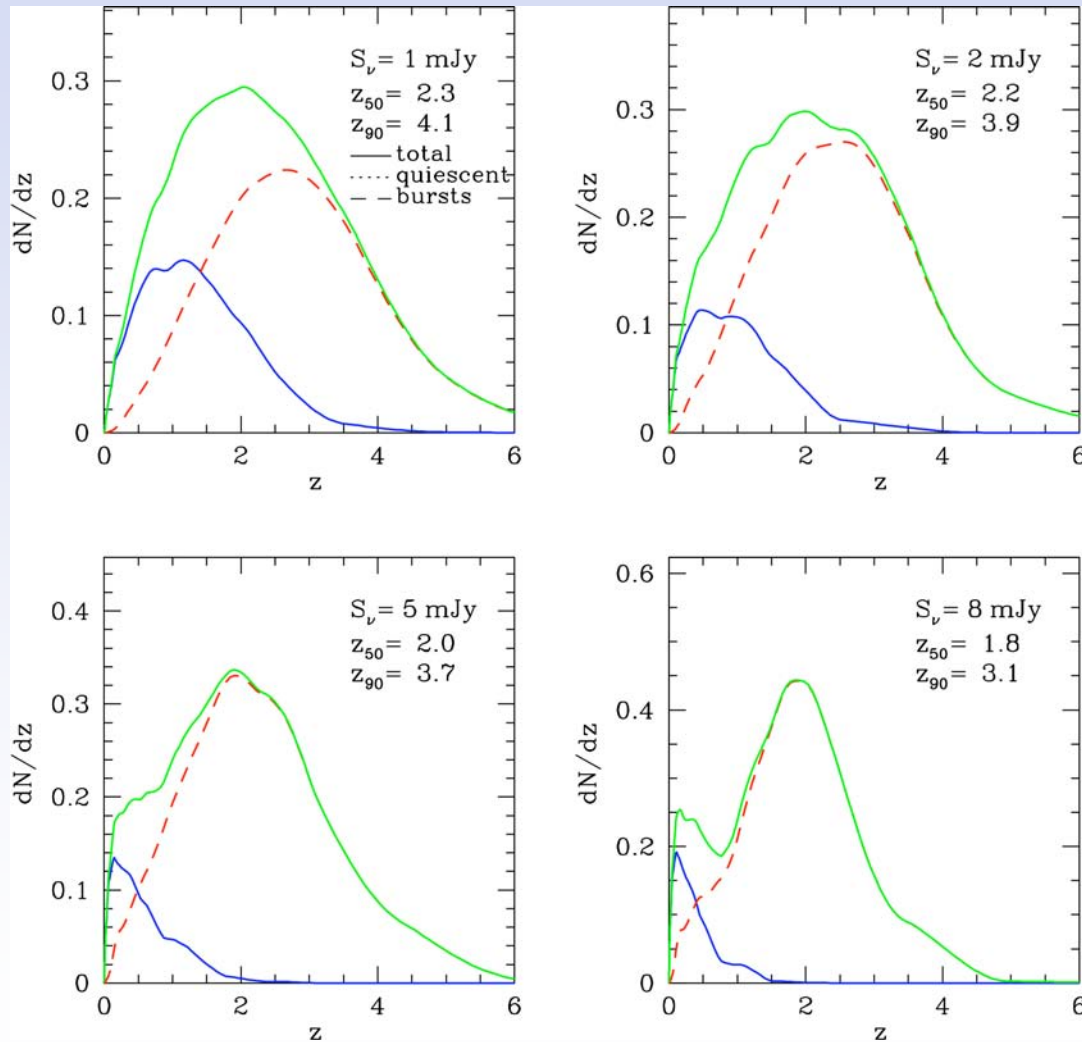 0.3
0.2
0.1
0
dN/dz
S_ν= 1 mJy
z_50= 2.3
z_90= 4.1
total
quiescent
bursts
0 2 4 6
z
0.3
0.2
0.1
0
dN/dz
S_ν= 2 mJy
z_50= 2.2
z_90= 3.9
0 2 4 6
z
0.4
0.3
0.2
0.1
0
dN/dz
S_ν= 5 mJy
z_50= 2.0
z_90= 3.7
0 2 4 6
z
0.6
0.4
0.2
0
dN/dz
S_ν= 8 mJy
z_50= 1.8
z_90= 3.1
0 2 4 6
z